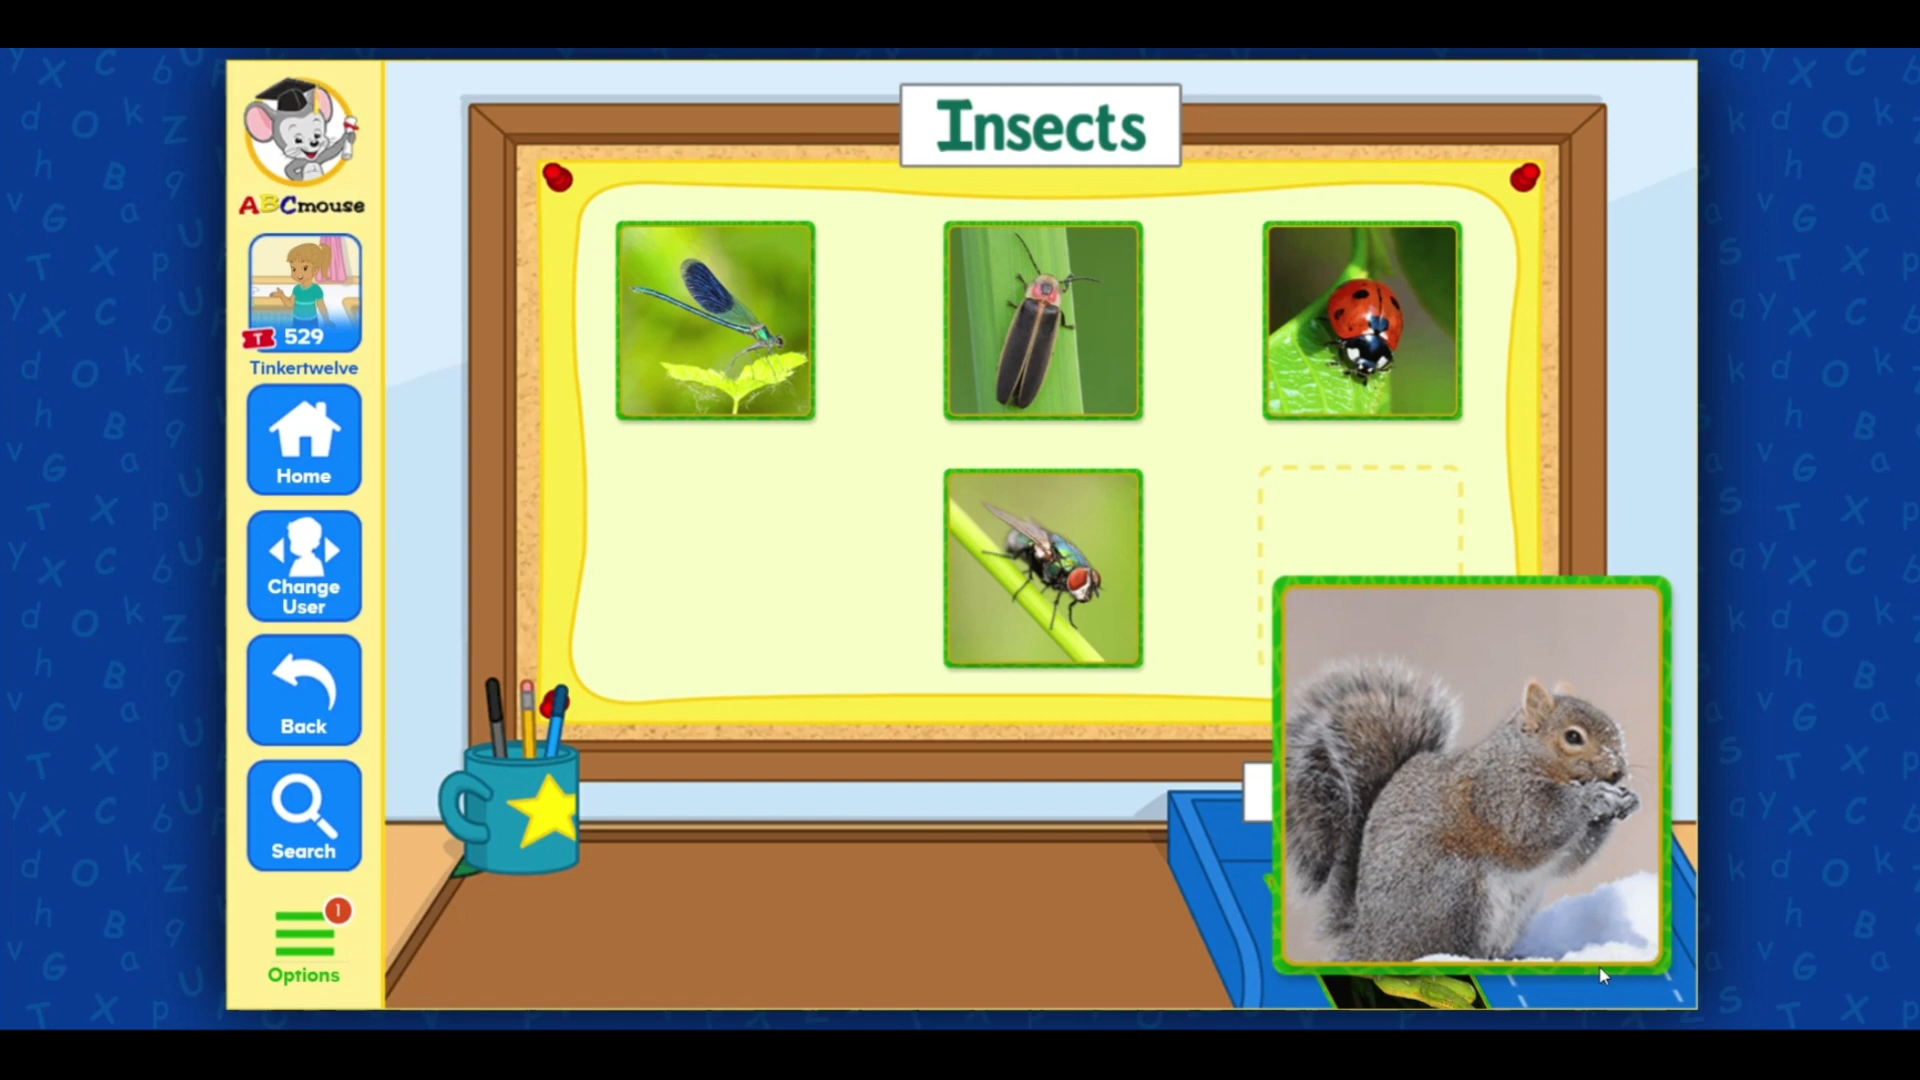 Insects
ABCmouse
T 529
Tinkertwelve
Home
Change
User
Back
Search
1
Options